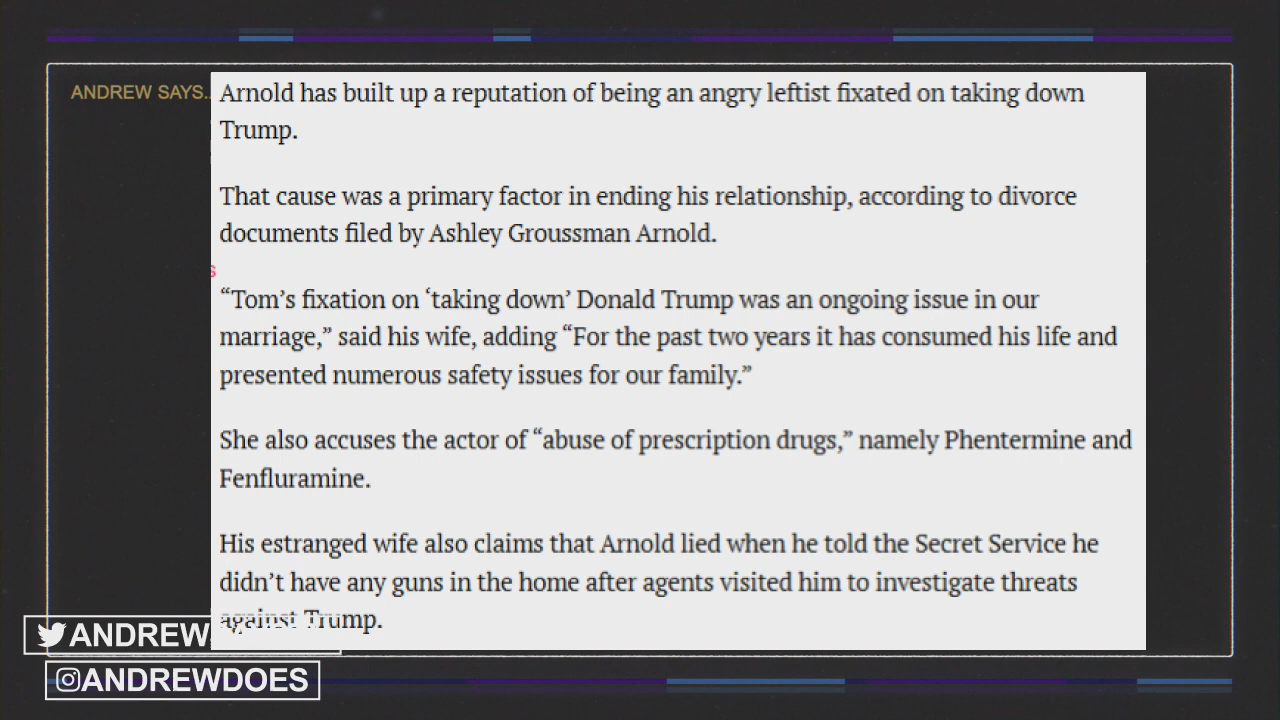 ANDREW SAYS..
Arnold has built up a reputation of being an angry leftist fixated on taking down
Trump.
That cause was a primary factor in ending his relationship, according to divorce
documents filed by Ashley Groussman Arnold.
s
“Tom’s fixation on ‘taking down’ Donald Trump was an ongoing issue in our
marriage,” said his wife, adding “For the past two years it has consumed his life and
presented numerous safety issues for our family.”
She also accuses the actor of “abuse of prescription drugs,” namely Phentermine and
Fenfluramine.
His estranged wife also claims that Arnold lied when he told the Secret Service he
didn’t have any guns in the home after agents visited him to investigate threats
against Trump.
ANDREW
ANDREWDOES